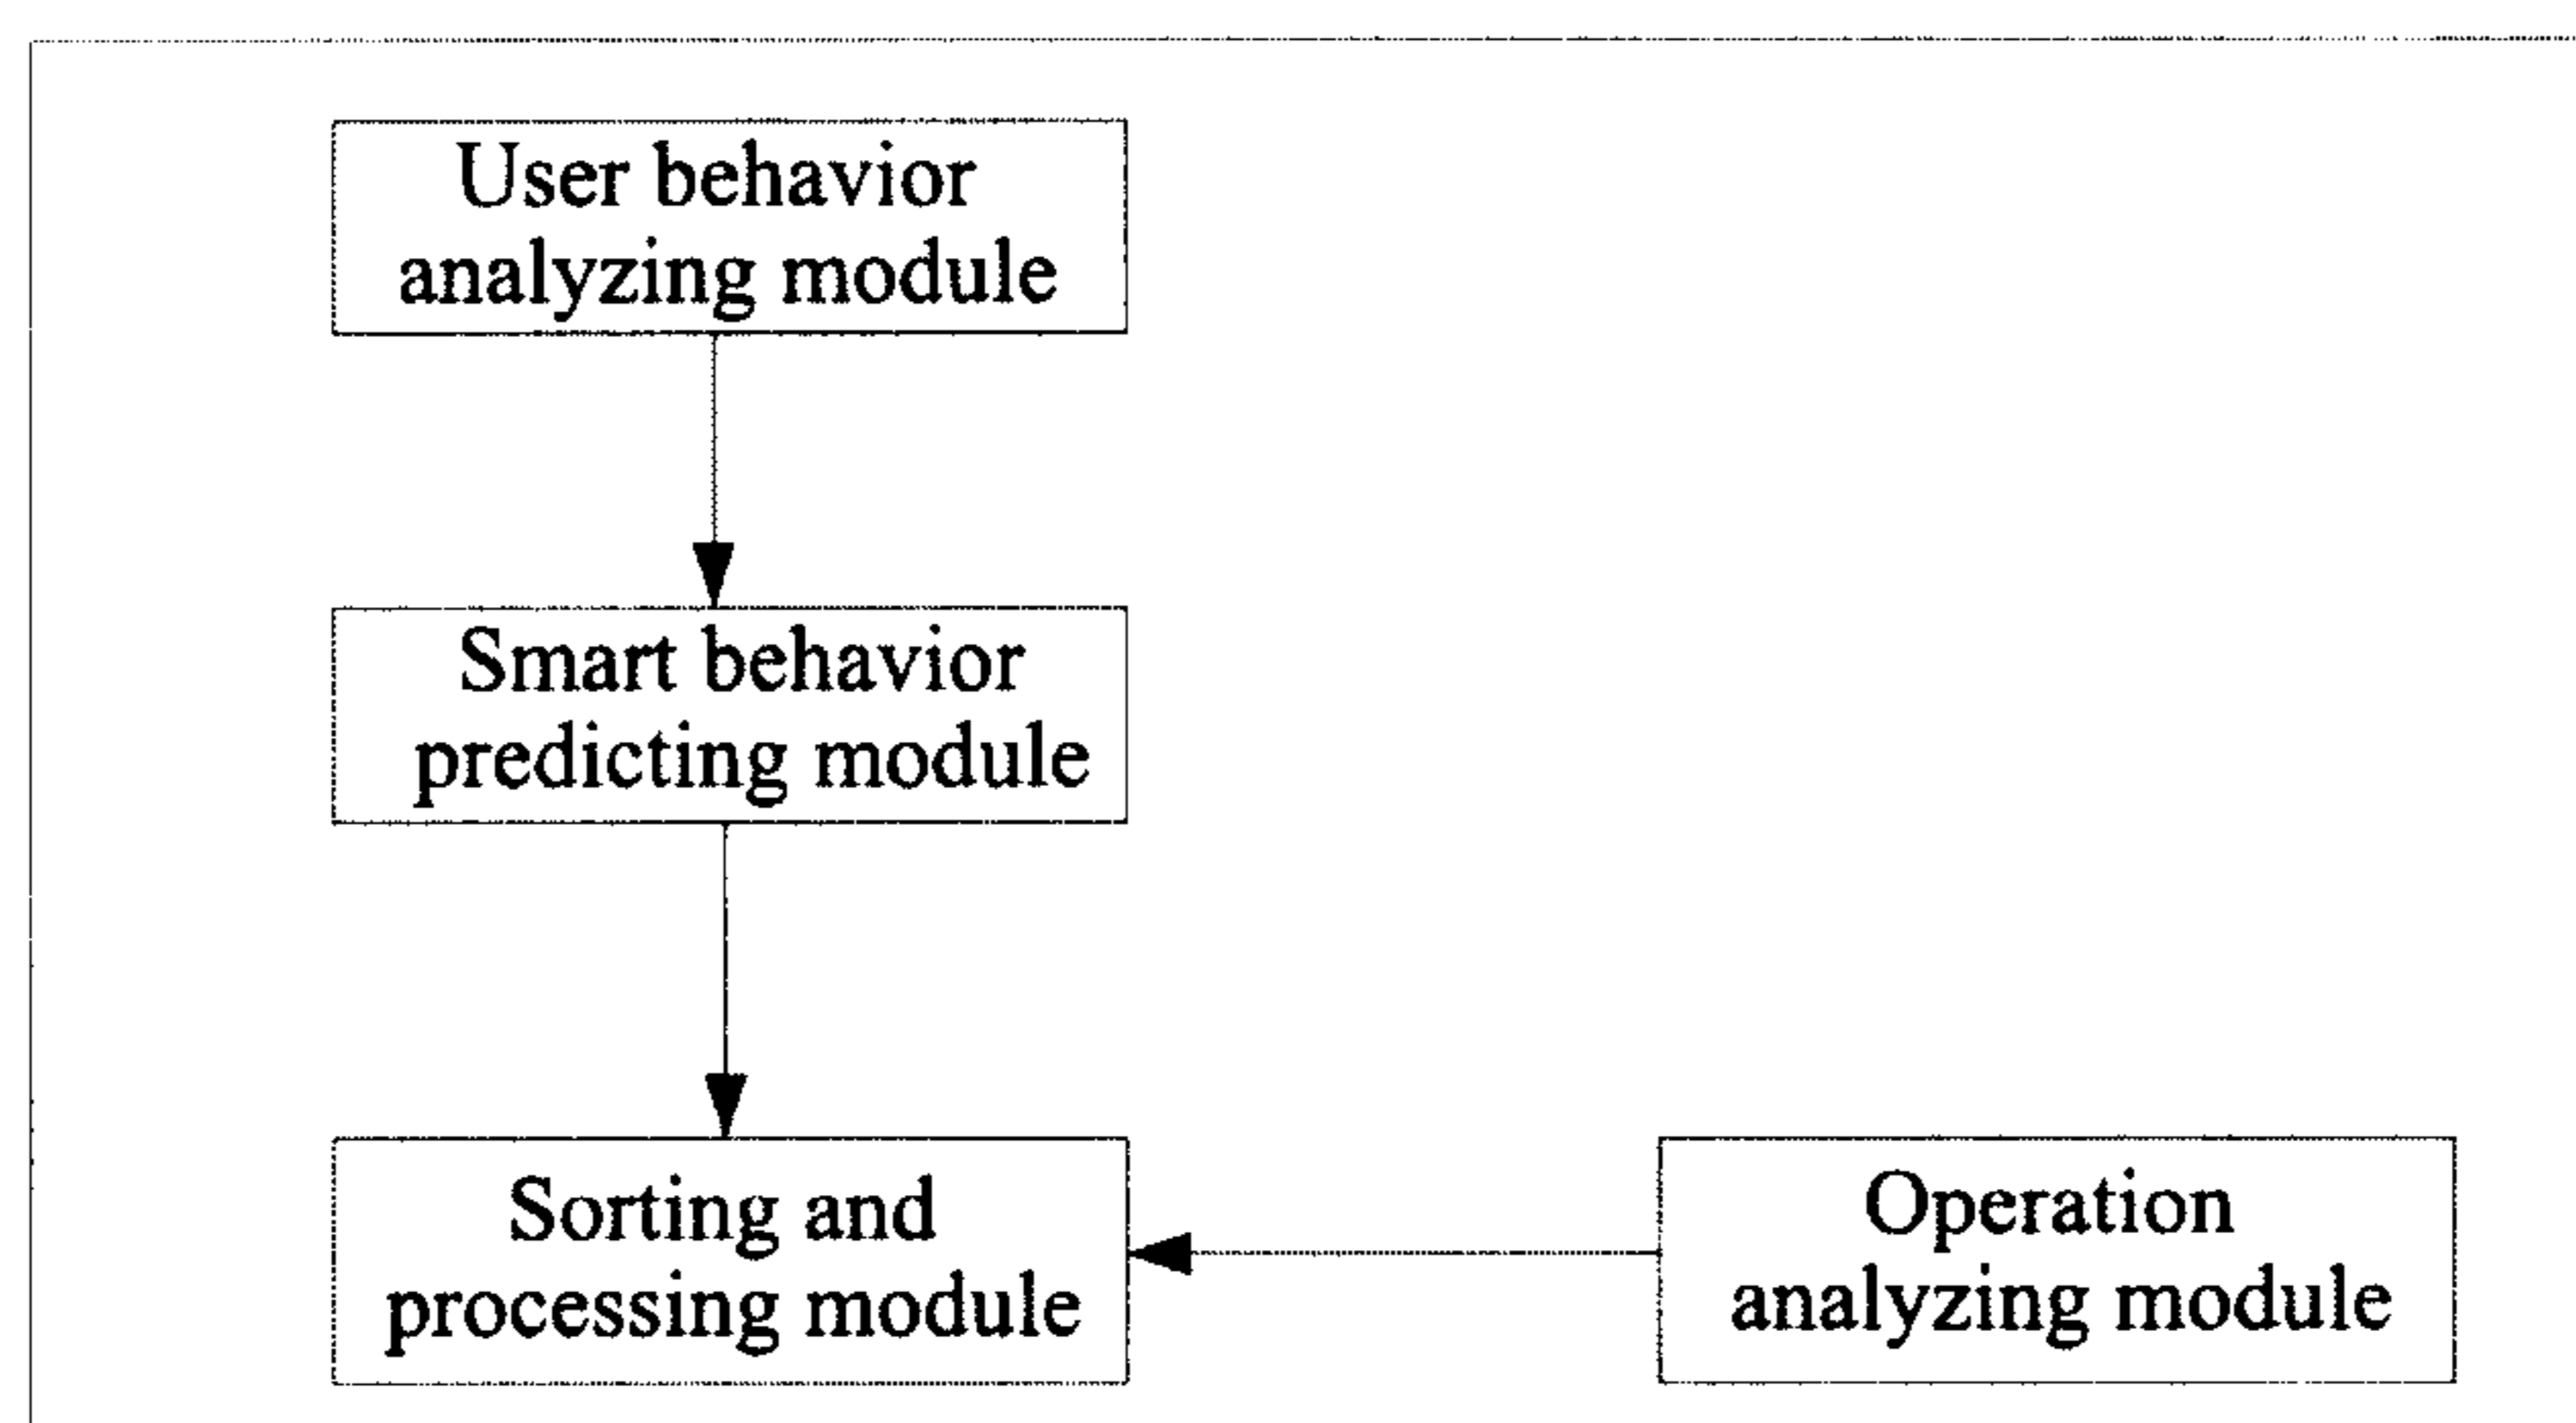 User behavior
analyzing module
Smart behavior
predicting module
Sorting and
processing module
Operation
analyzing module